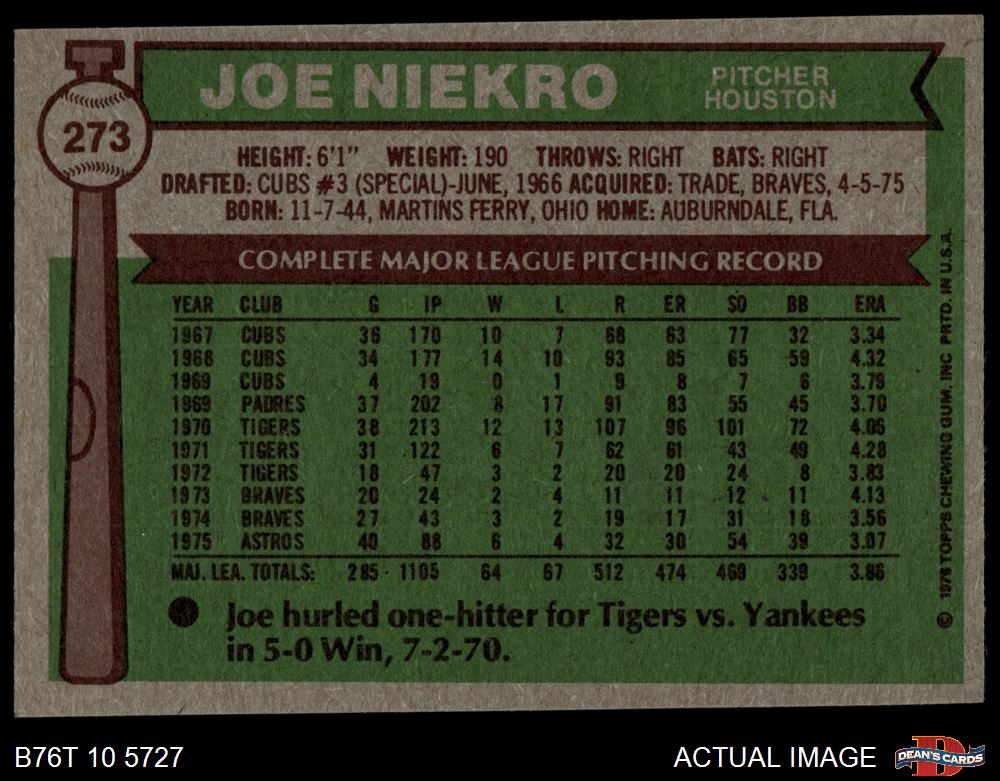 273
JOE NIEKRO
PITCHER
HOUSTON
HEIGHT: 6'1" WEIGHT: 190 THROWS: RIGHT BATS: RIGHT
DRAFTED: CUBS #3 (SPECIAL)-JUNE, 1966 ACQUIRED: TRADE, BRAVES, 4-5-75
BORN: 11-7-44, MARTINS FERRY, OHIO HOME: AUBURNDALE, FLA.
COMPLETE MAJOR LEAGUE PITCHING RECORD
YEAR CLUB G IP W L R ER SO BB ERA
1967 CUBS 36 170 10 7 68 63 77 32 3.34
1968 CUBS 34 177 14 10 93 85 65 59 4.32
1969 CUBS 4 19 0 1 9 8 7 6 3.79
1969 PADRES 37 202 8 17 91 83 55 45 3.70
1970 TIGERS 38 213 12 13 107 96 101 72 4.06
1971 TIGERS 31 122 6 7 62 61 43 49 4.28
1972 TIGERS 18 47 3 2 20 20 24 8 3.83
1973 BRAVES 20 24 2 4 11 11 12 11 4.13
1974 BRAVES 27 43 3 2 19 17 31 18 3.56
1975 ASTROS 40 88 6 4 32 30 54 39 3.07
MAJ. LEA. TOTALS: 285 1105 64 67 512 474 469 339 3.86
Joe hurled one-hitter for Tigers vs. Yankees
in 5-0 Win, 7-2-70.
© 1976 TOPPS CHEWING GUM, INC PRTD. IN U.S.A.
B76T 10 5727
ACTUAL IMAGE
D
DEAN'S CARDS